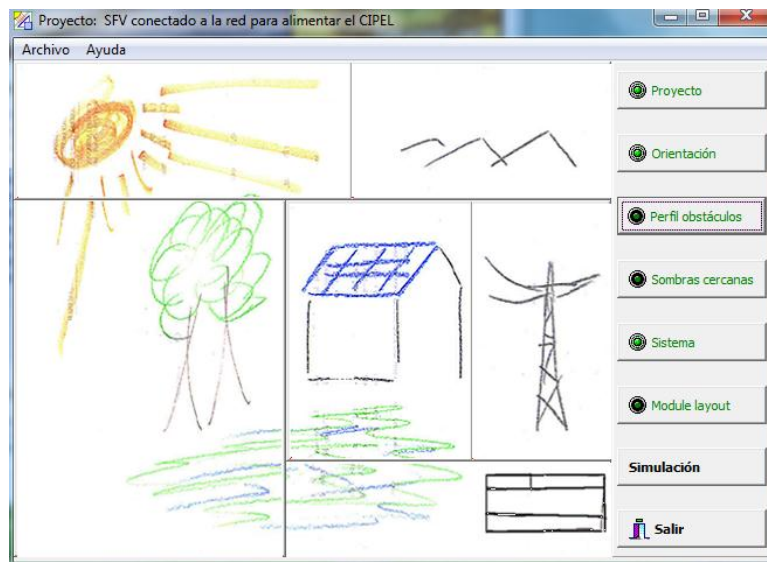 Proyecto: SFV conectado a la red para alimentar el CIPEL
Archivo Ayuda
Proyecto
Orientación
Perfil obstáculos
Sombras cercanas
Sistema
Module layout
Simulación
Salir